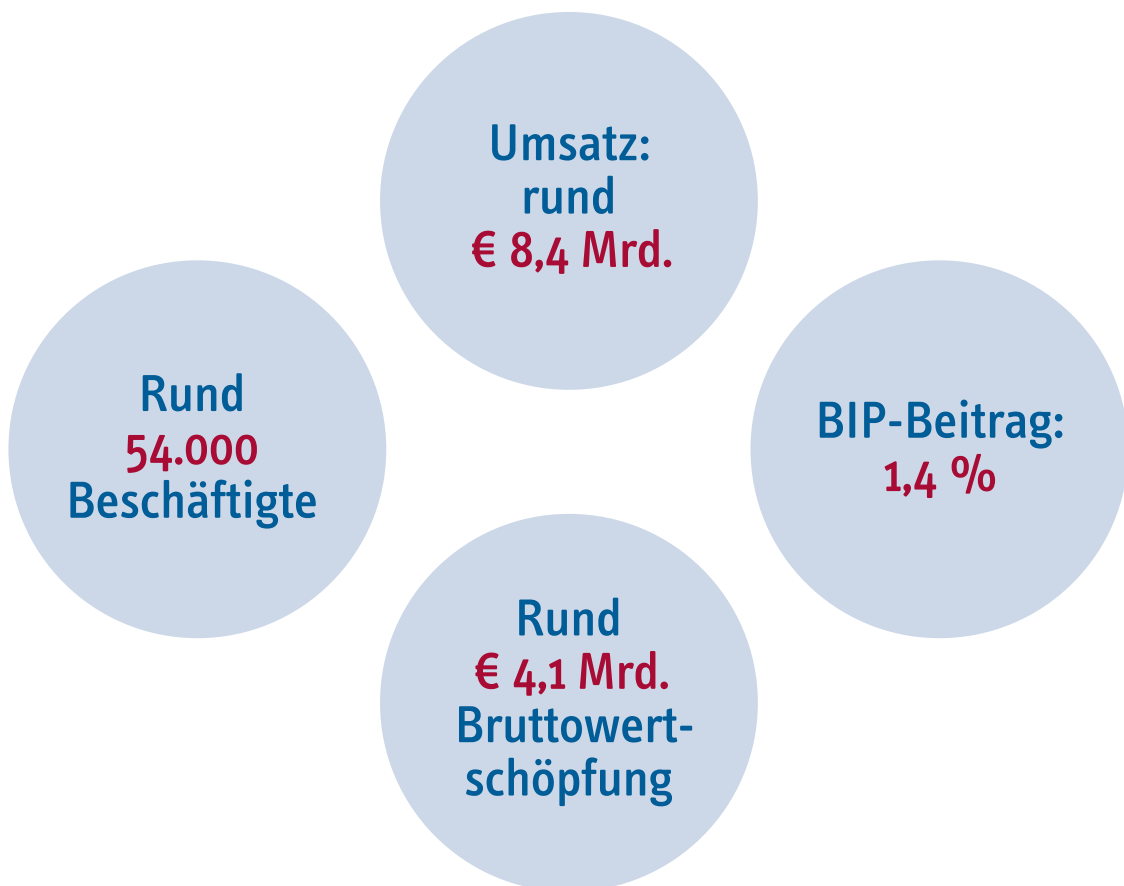 Umsatz:
rund
€ 8,4 Mrd.
Rund
54.000
Beschäftigte
BIP-Beitrag:
1,4 %
Rund
€ 4,1 Mrd.
Bruttowert-
schöpfung